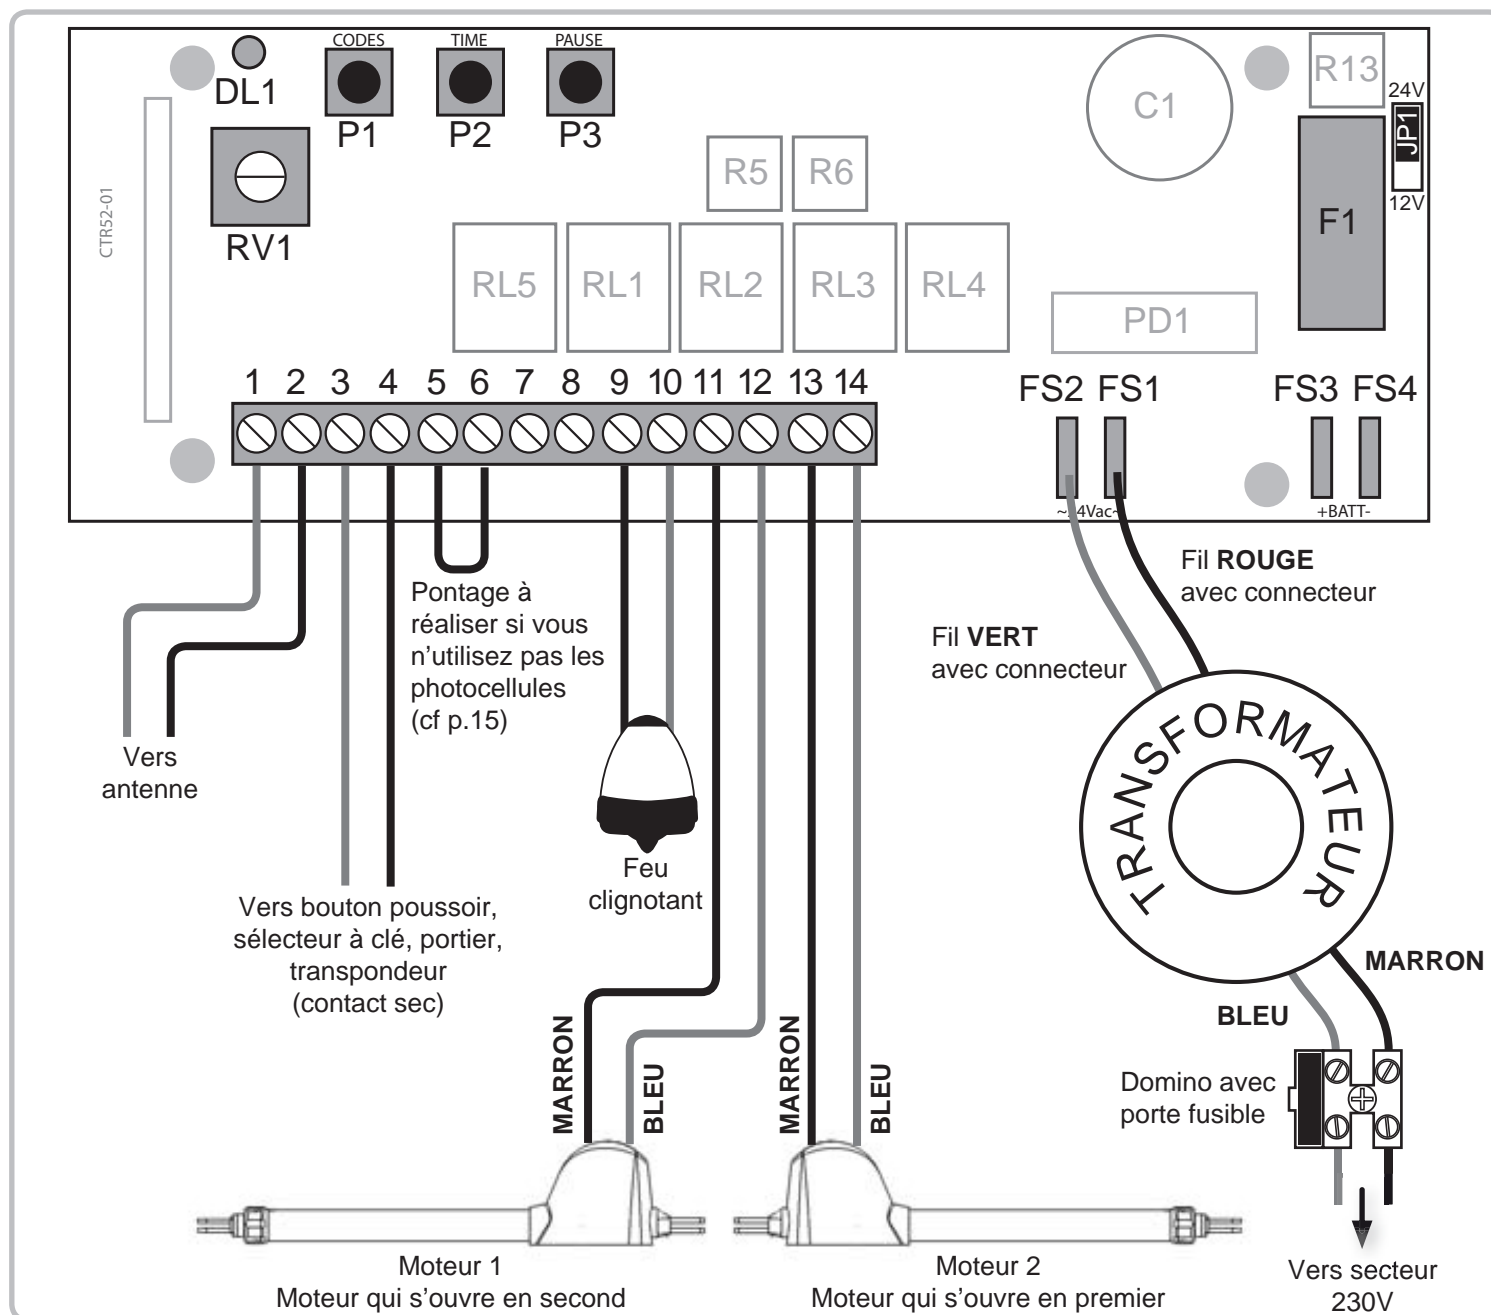 CODES TIME PAUSE
DL1 P1 P2 P3
C1 R13
24V
JP1
12V
F1
CTR52-01
RV1
R5 R6
RL5 RL1 RL2 RL3 RL4
PD1
1 2 3 4 5 6 7 8 9 10 11 12 13 14
FS2 FS1 FS3 FS4
~24Vac~
+BATT-
Fil ROUGE
avec connecteur
Fil VERT
avec connecteur
Pontage à
réaliser si vous
n’utilisez pas les
photocellules
(cf p.15)
Vers
antenne
Feu
clignotant
Vers bouton poussoir,
sélecteur à clé, portier,
transpondeur
(contact sec)
TRANSFORMATEUR
MARRON
BLEU
MARRON
BLEU
MARRON
BLEU
Domino avec
porte fusible
Moteur 1
Moteur qui s’ouvre en second
Moteur 2
Moteur qui s’ouvre en premier
Vers secteur
230V